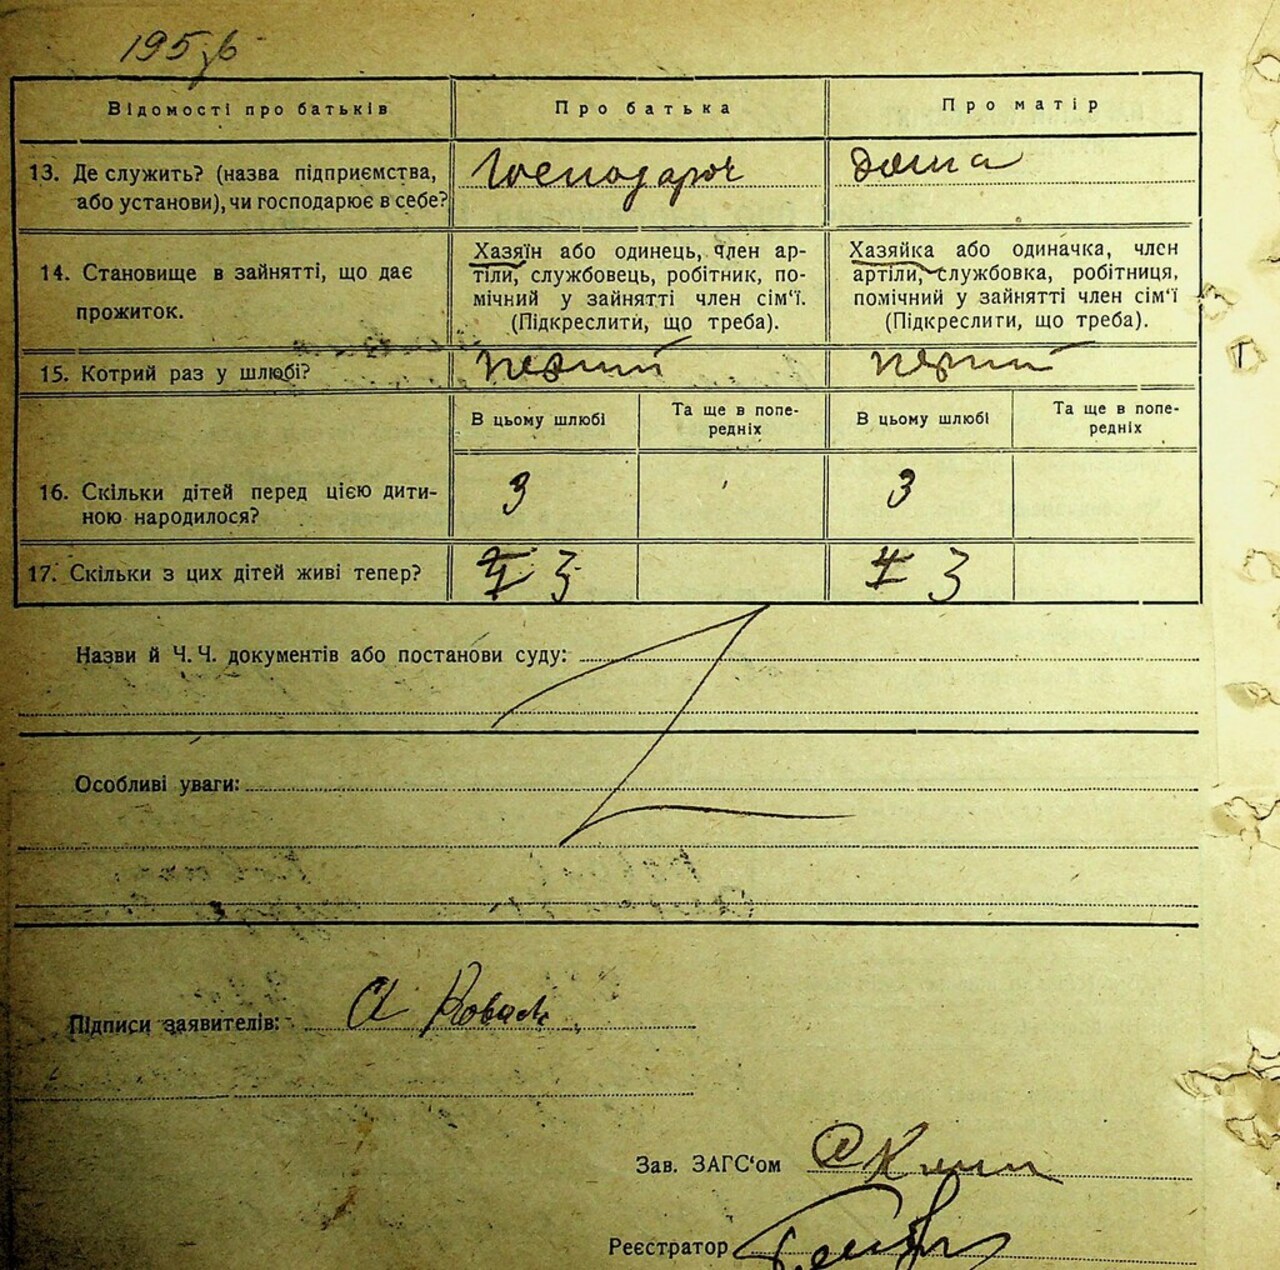 Відомості про батьків
Про батька
Про матір
13. Де служить? (назва підприємства,
або установи), чи господарює в себе?
Господароч
дома
14. Становище в зайнятті, що дає
прожиток.
Хазяїн або одинець, член ар-
тіли, службовець, робітник, по-
мічний у зайнятті член сім'ї.
(Підкреслити, що треба).
Хазяйка або одиначка, член
артіли, службовка, робітниця,
помічний у зайнятті член сім'ї
(Підкреслити, що треба).
15. Котрий раз у шлюбі?
перший
перший
В цьому шлюбі
Та ще в попе-
редніх
В цьому шлюбі
Та ще в попе-
редніх
16. Скільки дітей перед цією дити-
ною народилося?
3
3
17. Скільки з цих дітей живі тепер?
3
3
Назви й Ч. Ч. документів або постанови суду:
Особливі уваги:
Підписи заявителів: А Коваль
Зав. ЗАГС'ом
Реєстратор